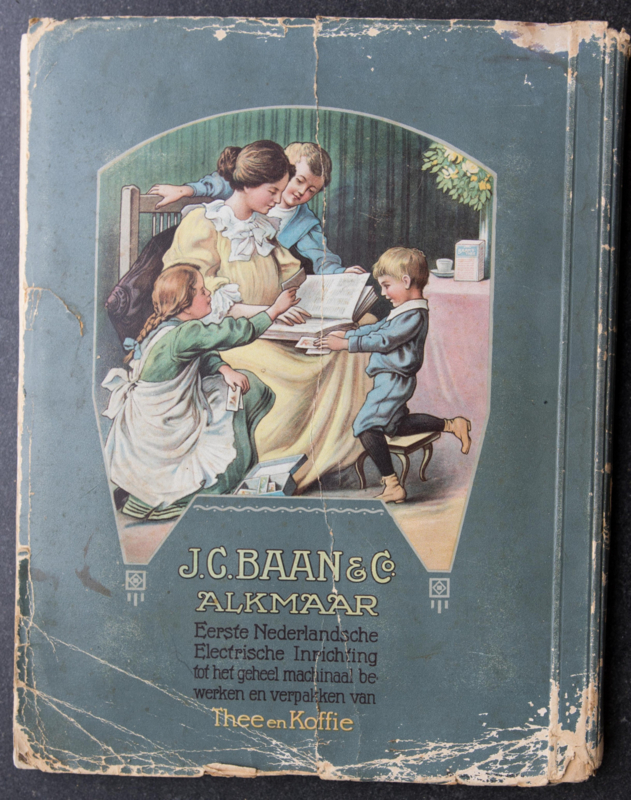 J.C.BAAN & Co.
ALKMAAR
Eerste Nederlandsche
Electrische Inrichting
tot het geheel machinaal be-
werken en verpakken van
Thee en Koffie